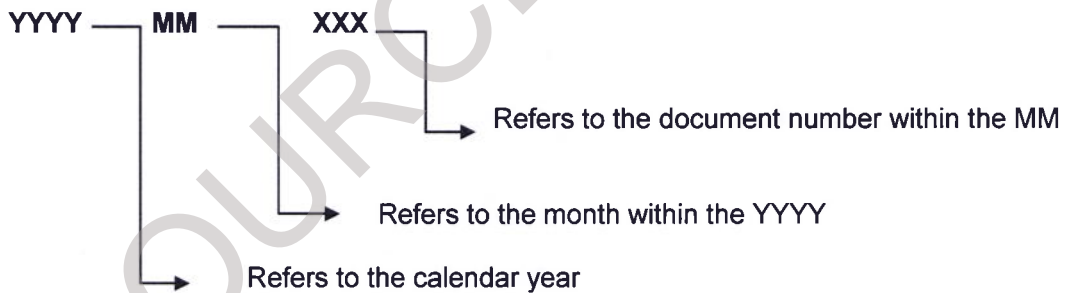 YYYY MM XXX
Refers to the document number within the MM
Refers to the month within the YYYY
Refers to the calendar year